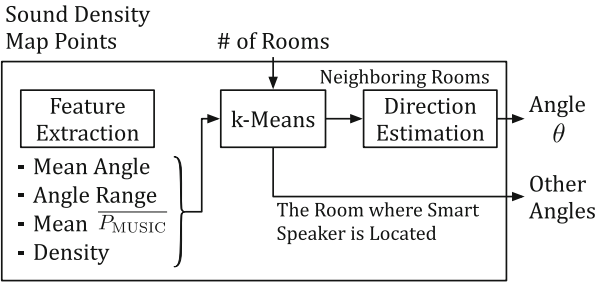 Sound Density
Map Points
# of Rooms
Neighboring Rooms
Feature
Extraction
k-Means
Direction
Estimation
Angle
θ
- Mean Angle
- Angle Range
- Mean P_MUSIC
- Density
The Room where Smart
Speaker is Located
Other
Angles